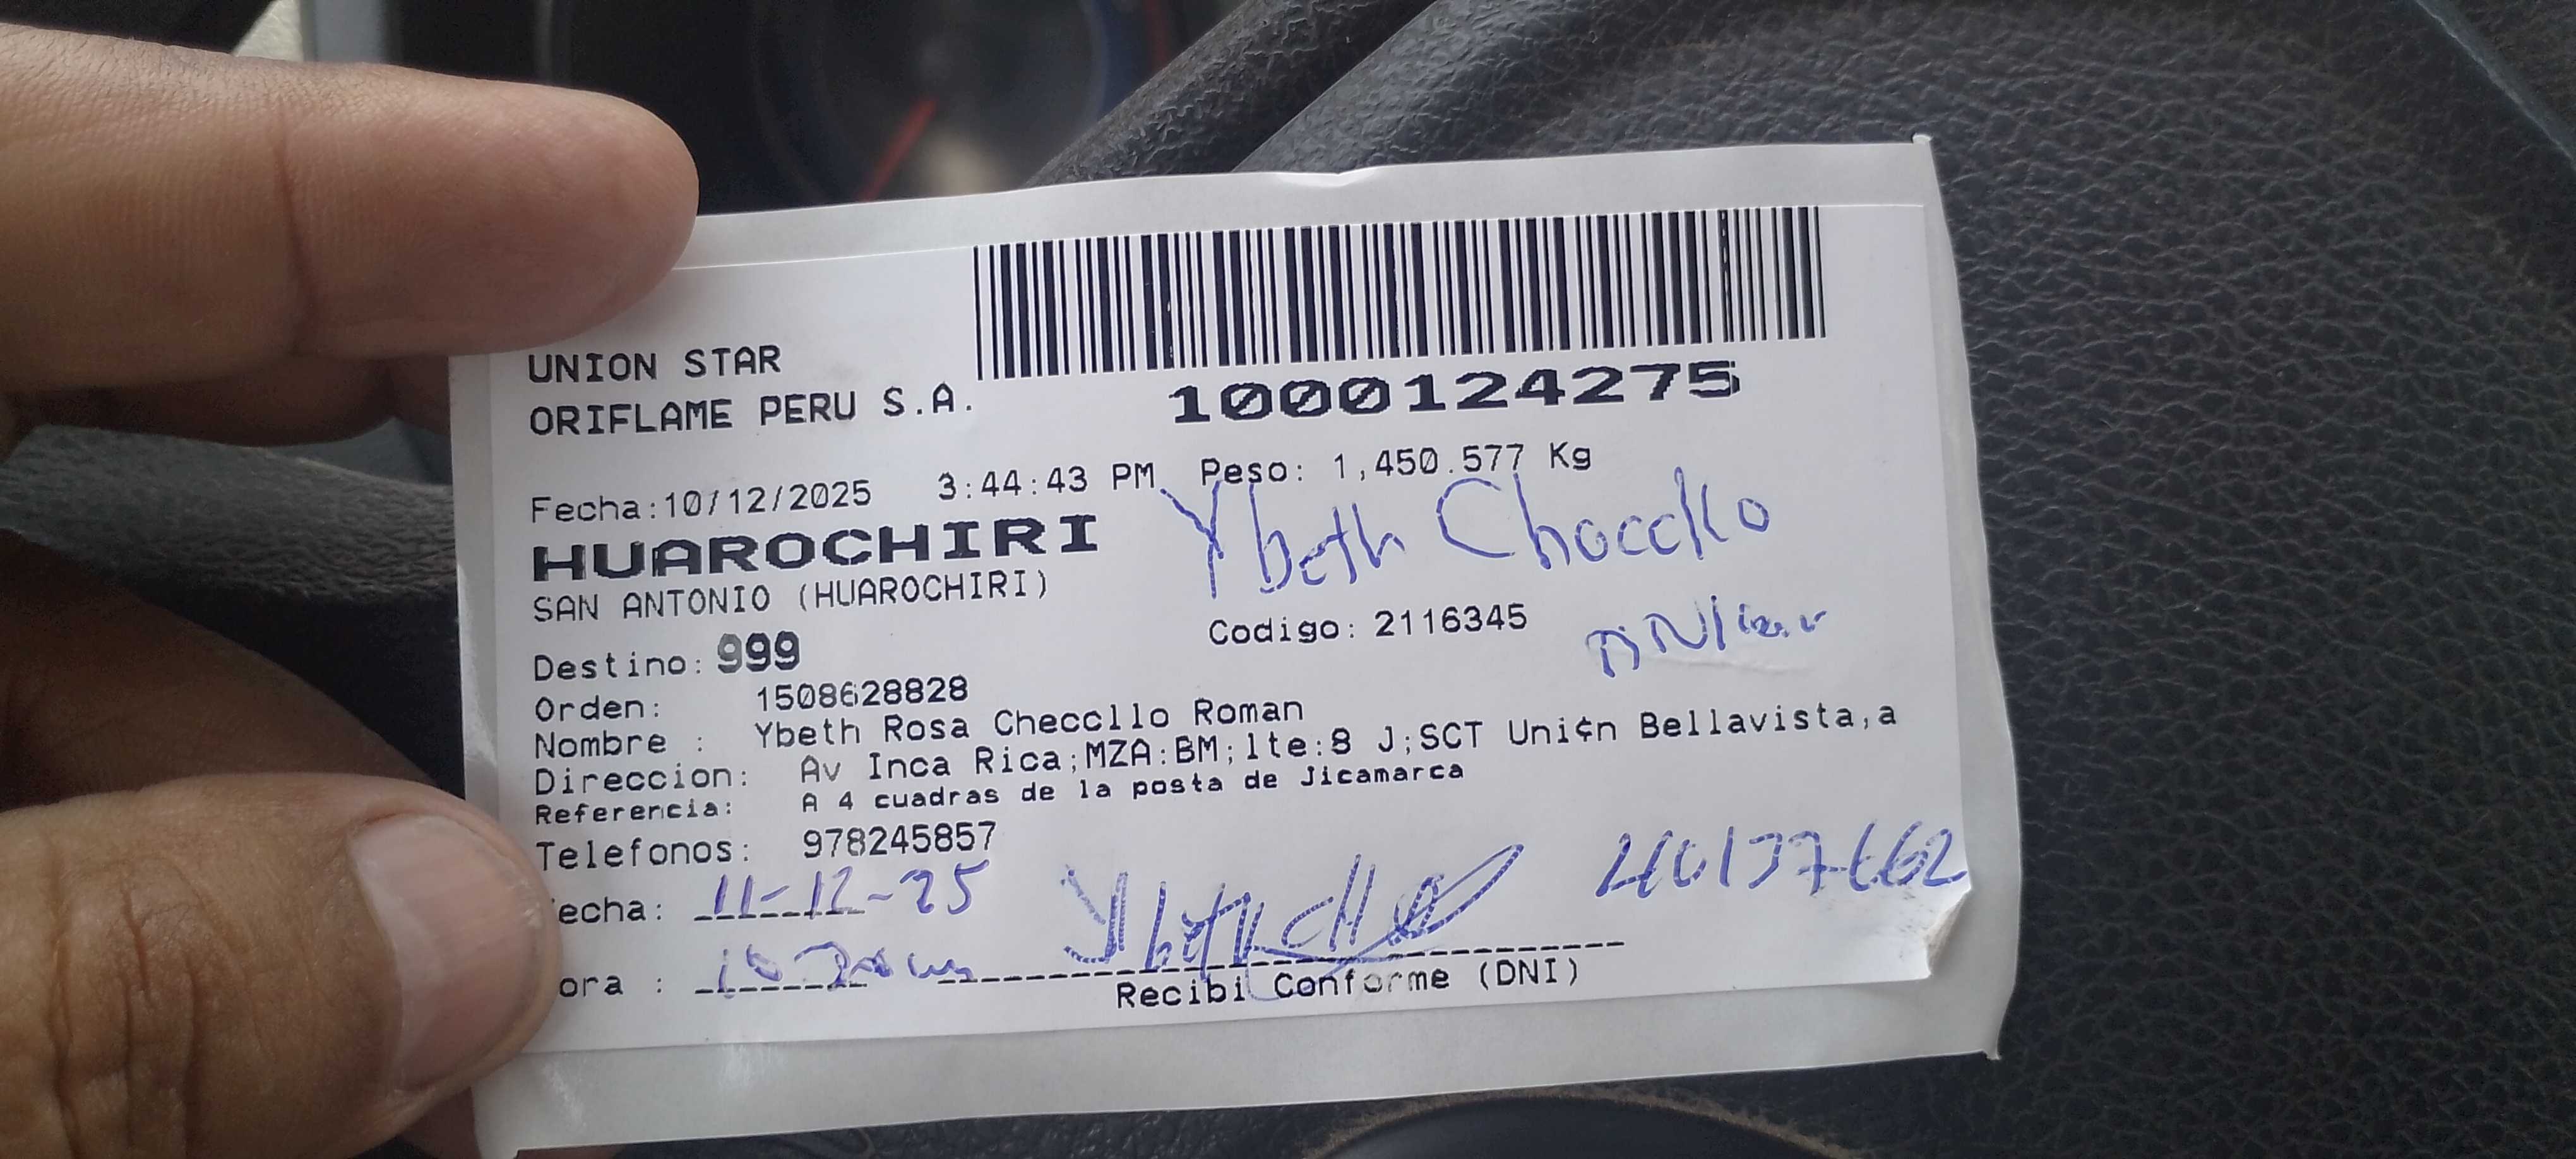 UNION STAR
ORIFLAME PERU S.A.
1000124275
Fecha:10/12/2025 3:44:43 PM Peso: 1,450.577 Kg
HUAROCHIRI
Ybeth Choccllo
SAN ANTONIO (HUAROCHIRI)
Codigo: 2116345
Destino: 999
Orden: 1508628828
Nombre : Ybeth Rosa Checcllo Roman
Direccion: Av Inca Rica;MZA:BM;lte:8 J;SCT Uni¢n Bellavista,a
Referencia: A 4 cuadras de la posta de Jicamarca
Telefonos: 978245857
echa: 11-12-25
ora :
Recibi Conforme (DNI)